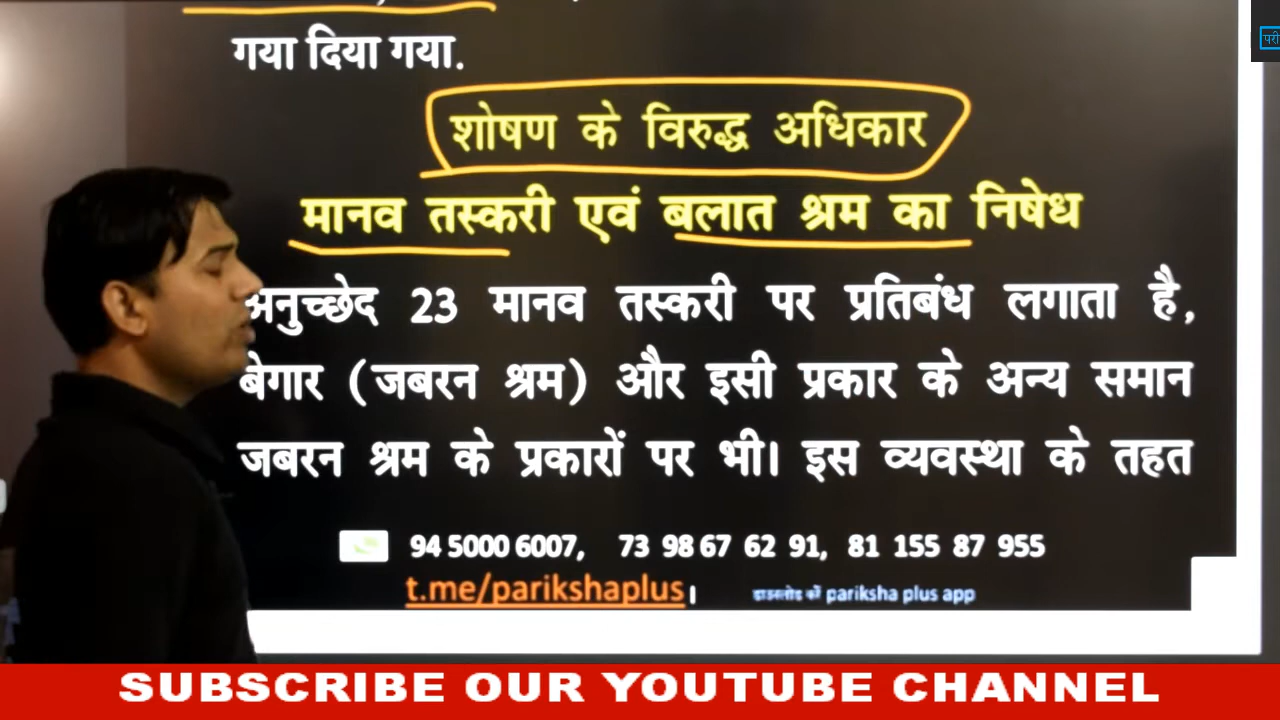 गया दिया गया.
शोषण के विरुद्ध अधिकार
मानव तस्करी एवं बलात श्रम का निषेध
अनुच्छेद 23 मानव तस्करी पर प्रतिबंध लगाता है,
बेगार (जबरन श्रम) और इसी प्रकार के अन्य समान
जबरन श्रम के प्रकारों पर भी। इस व्यवस्था के तहत
94 5000 6007, 73 98 67 62 91, 81 155 87 955
t.me/parikshaplus।
डाउनलोड करें pariksha plus app
SUBSCRIBE OUR YOUTUBE CHANNEL